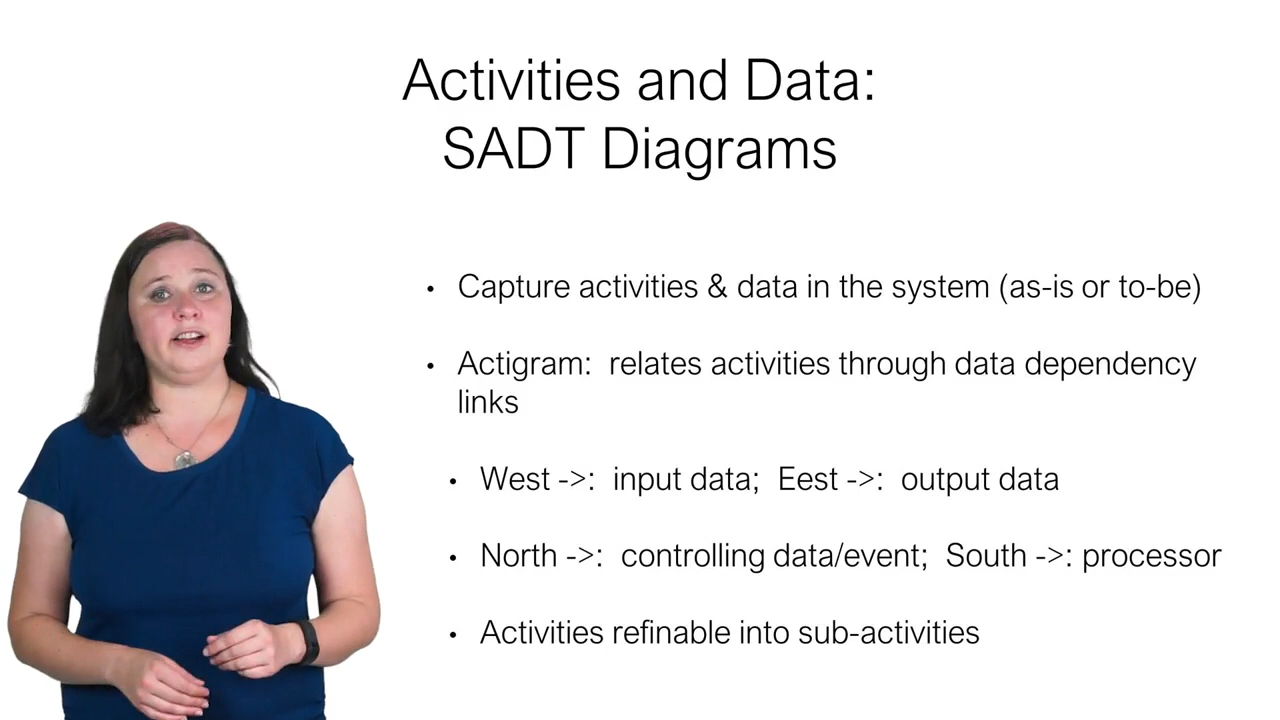 Activities and Data:
SADT Diagrams
• Capture activities & data in the system (as-is or to-be)
• Actigram: relates activities through data dependency
links
• West ->: input data; Eest ->: output data
• North ->: controlling data/event; South ->: processor
• Activities refinable into sub-activities